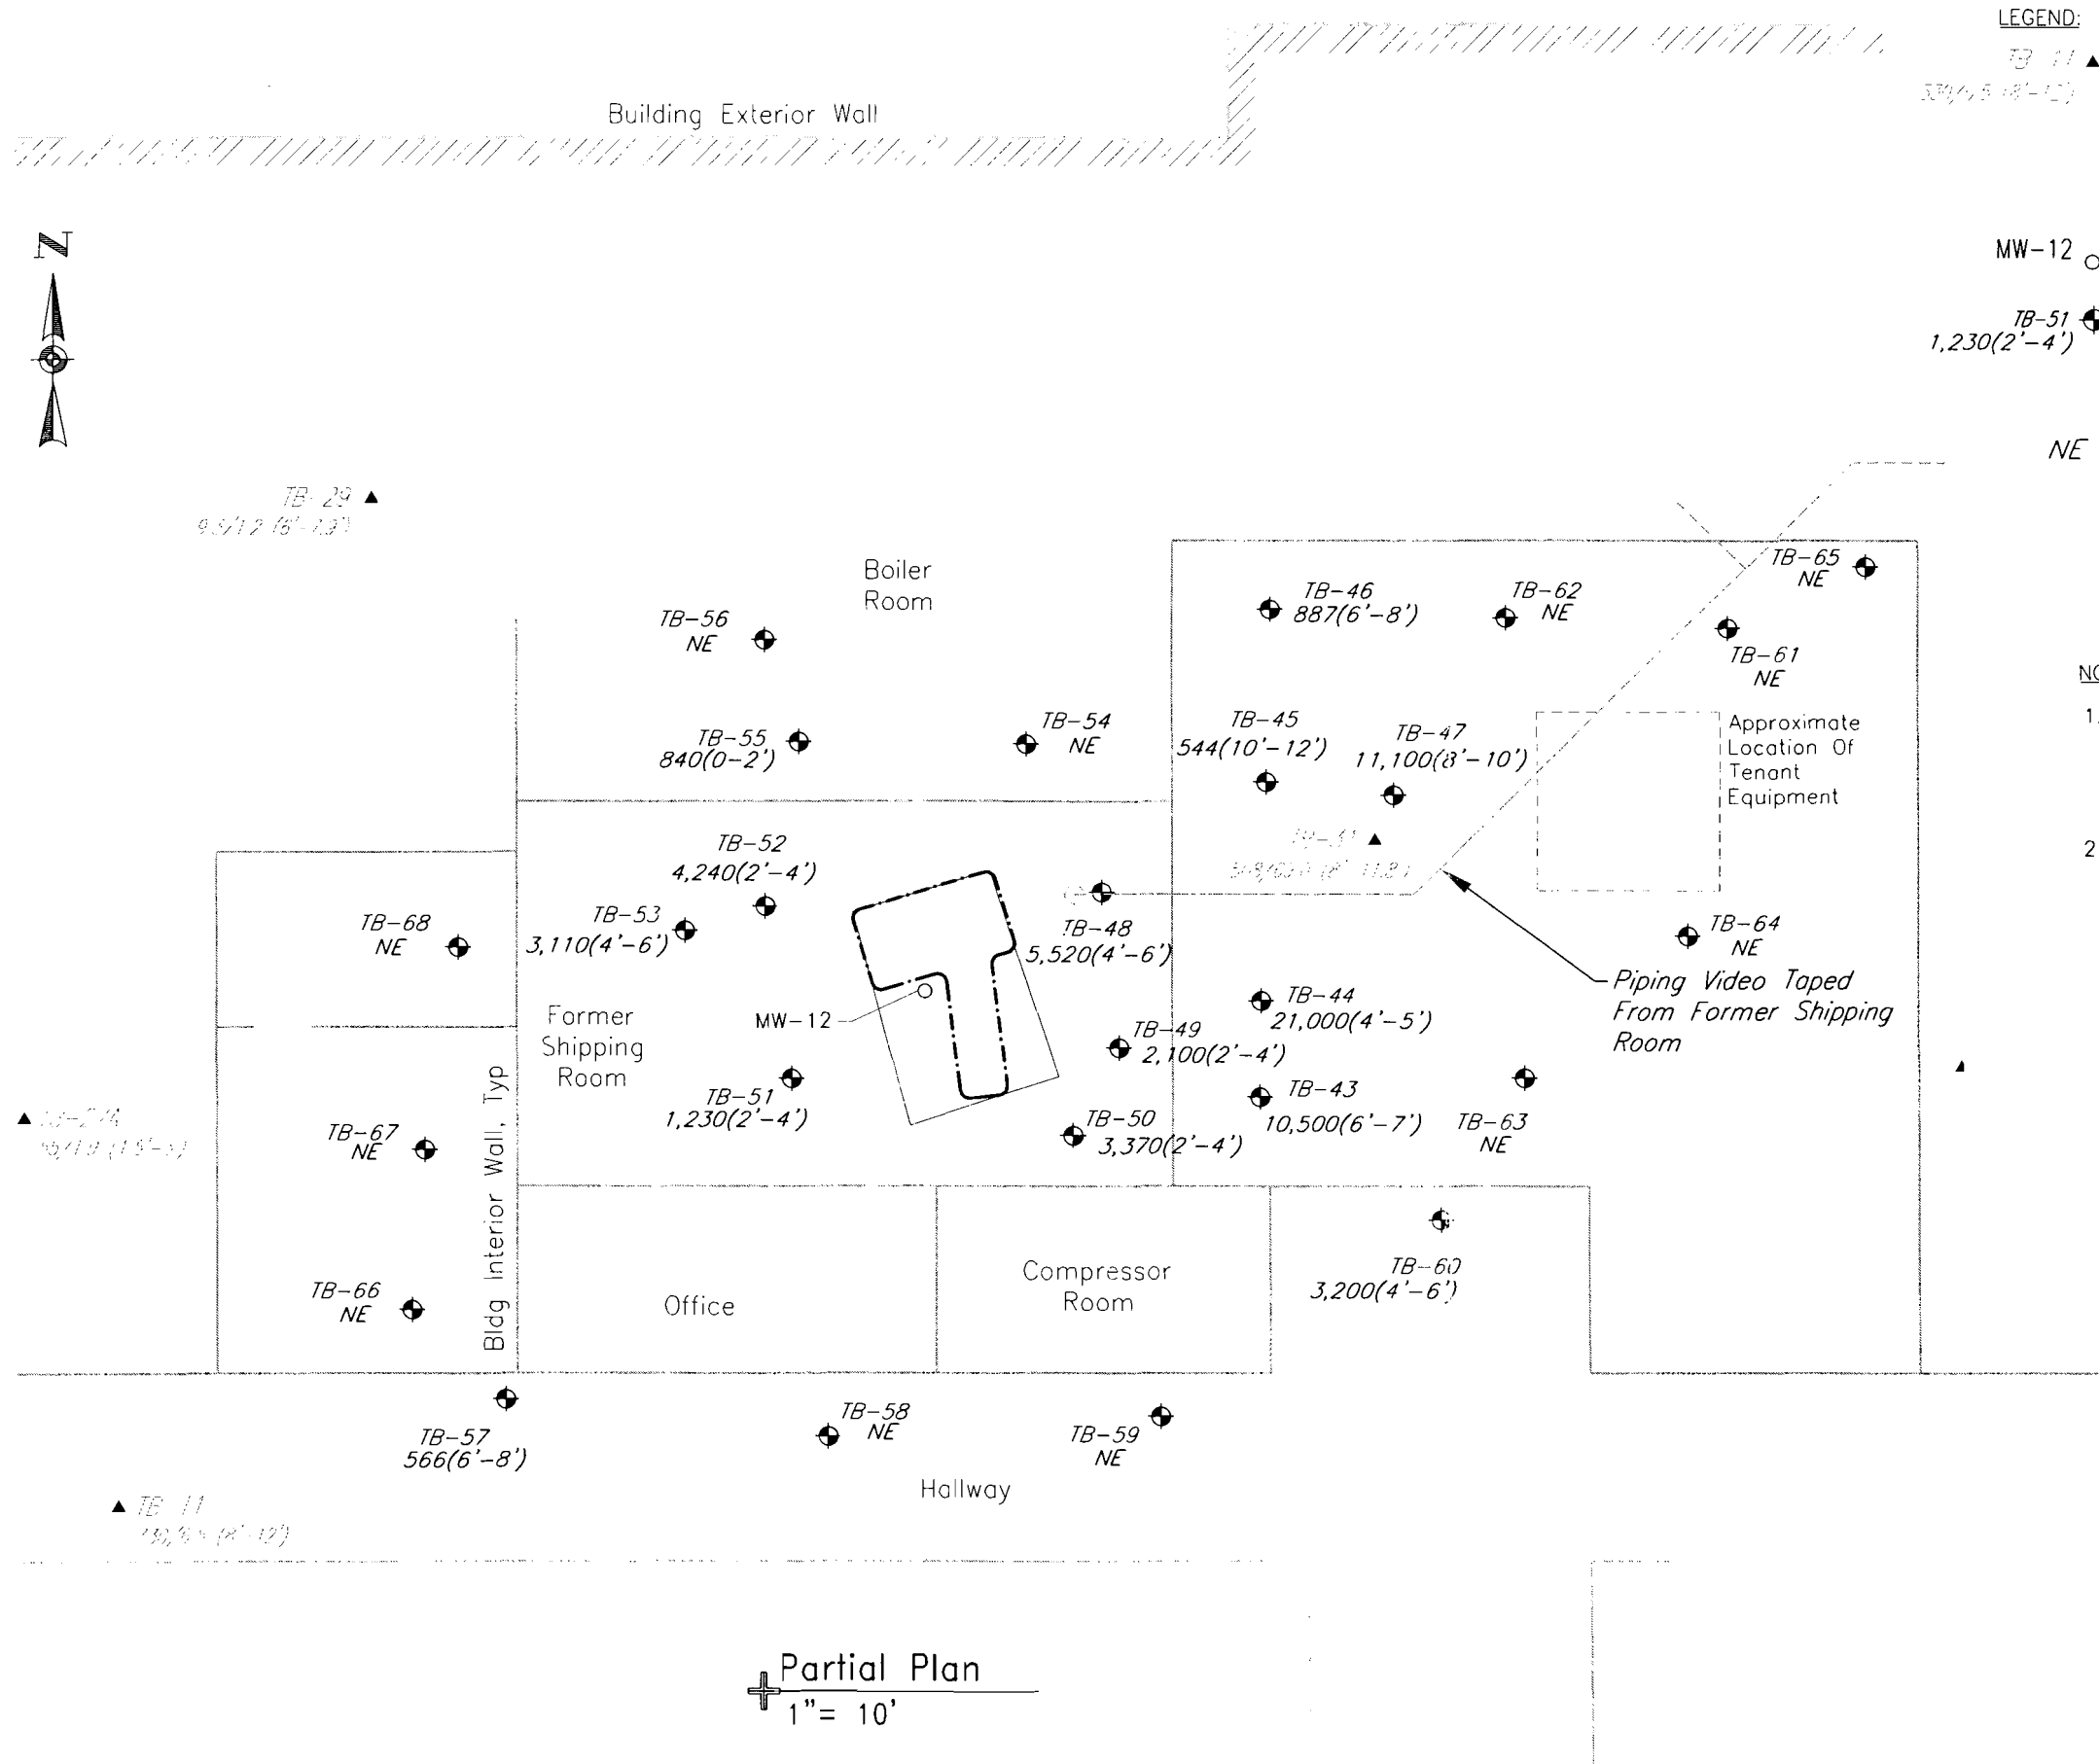 LEGEND:
Building Exterior Wall
N
MW-12
TB-51
1,230(2'-4')
NE
TB-29
Boiler
Room
TB-56
NE
TB-46
887(6'-8')
TB-62
NE
TB-65
NE
TB-61
NE
TB-55
840(0-2')
TB-54
NE
TB-45
544(10'-12')
TB-47
11,100(8'-10')
Approximate
Location Of
Tenant
Equipment
1.
2
TB-52
4,240(2'-4')
TB-53
3,110(4'-6')
TB-68
NE
TB-48
5,520(4'-6')
TB-64
NE
Piping Video Taped
From Former Shipping
Room
Former
Shipping
Room
MW-12
TB-44
21,000(4'-5')
TB-49
2,100(2'-4')
TB-51
1,230(2'-4')
TB-43
10,500(6'-7')
TB-50
3,370(2'-4')
TB-63
NE
TB-67
NE
Bldg Interior Wall, Typ
TB-66
NE
Office
Compressor
Room
TB-60
3,200(4'-6')
TB-57
566(6'-8')
TB-58
NE
TB-59
NE
Hallway
TB 11
Partial Plan
1"= 10'